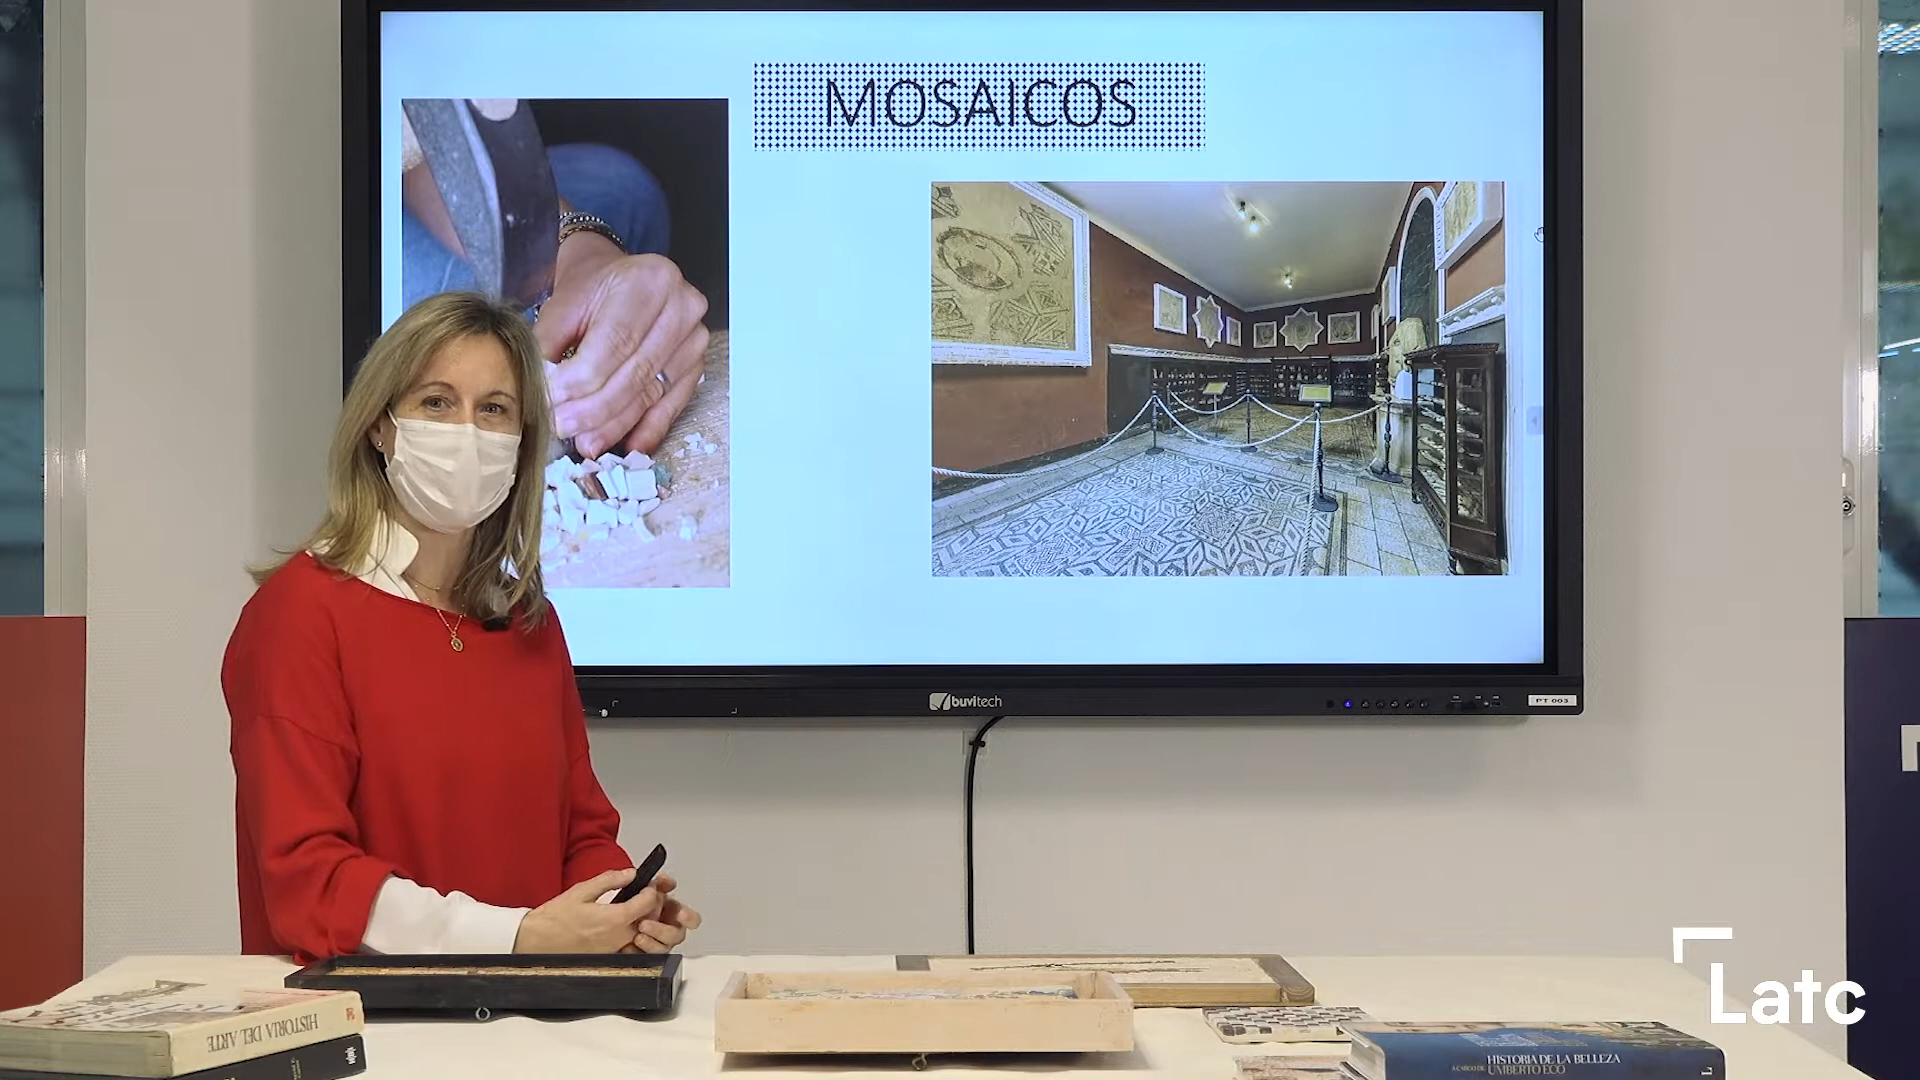 MOSAICOS
buvitech
PT 003
Latc
HISTORIA DEL ARTE
HISTORIA DE LA BELLEZA
A CARGO DE UMBERTO ECO